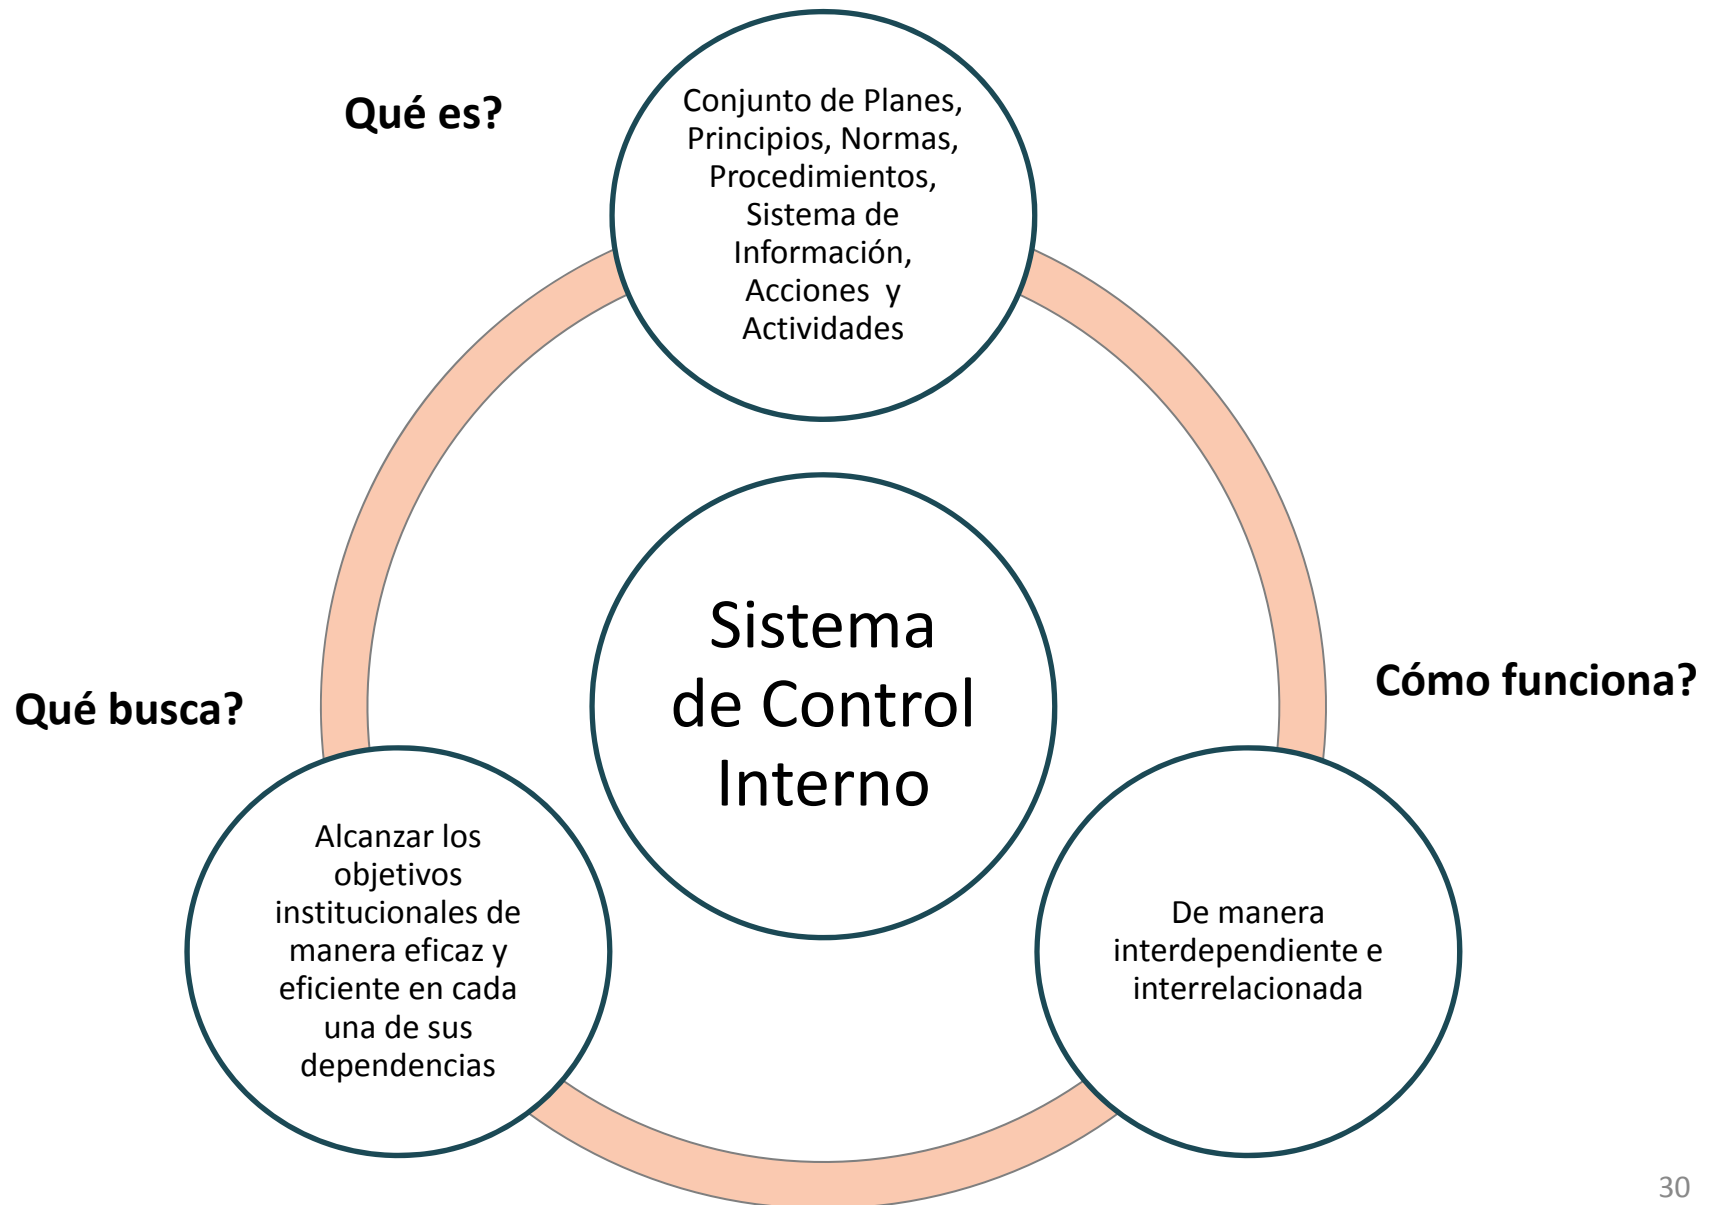 Qué es?
Conjunto de Planes,
Principios, Normas,
Procedimientos,
Sistema de
Información,
Acciones y
Actividades
Sistema
de Control
Interno
Cómo funciona?
De manera
interdependiente e
interrelacionada
Qué busca?
Alcanzar los
objetivos
institucionales de
manera eficaz y
eficiente en cada
una de sus
dependencias
30